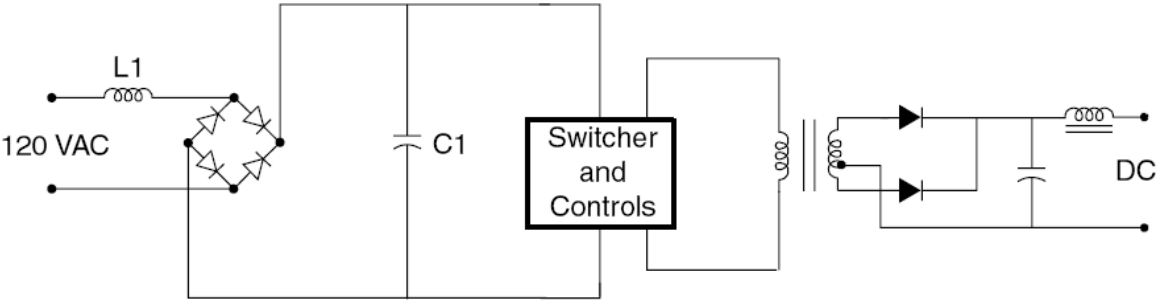 L1
120 VAC
C1
Switcher
and
Controls
DC